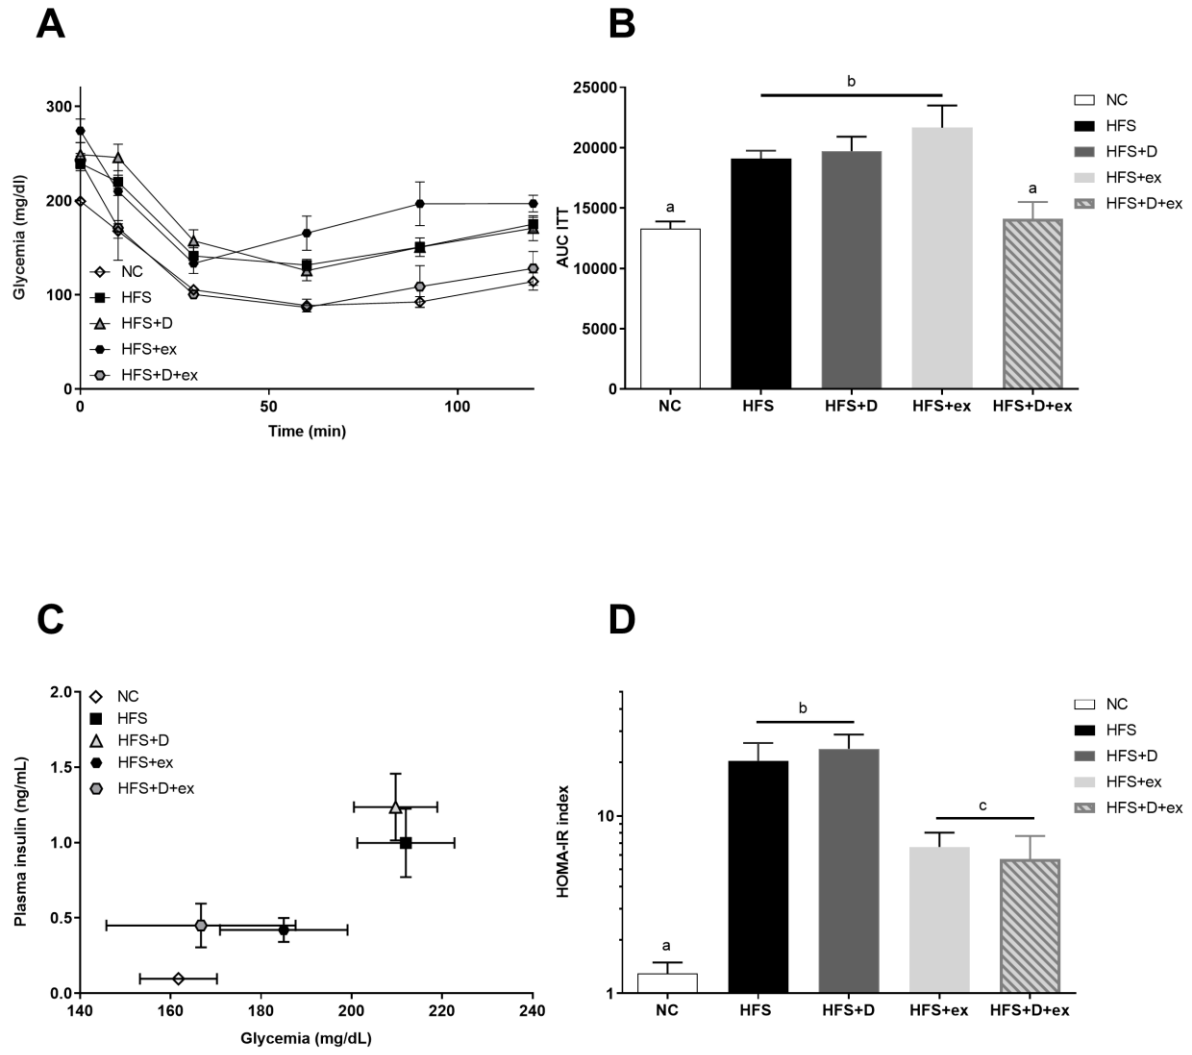 A
Glycemia (mg/dl)
300
200
100
0
NC
HFS
HFS+D
HFS+ex
HFS+D+ex
0
50
100
Time (min)
B
AUC ITT
25000
20000
15000
10000
5000
0
a
b
a
NC
HFS
HFS+D
HFS+ex
HFS+D+ex
NC
HFS
HFS+D
HFS+ex
HFS+D+ex
C
Plasma insulin (ng/mL)
2.0
1.5
1.0
0.5
0.0
NC
HFS
HFS+D
HFS+ex
HFS+D+ex
140
160
180
200
220
240
Glycemia (mg/dL)
D
HOMA-IR index
10
1
a
b
c
NC
HFS
HFS+D
HFS+ex
HFS+D+ex
NC
HFS
HFS+D
HFS+ex
HFS+D+ex